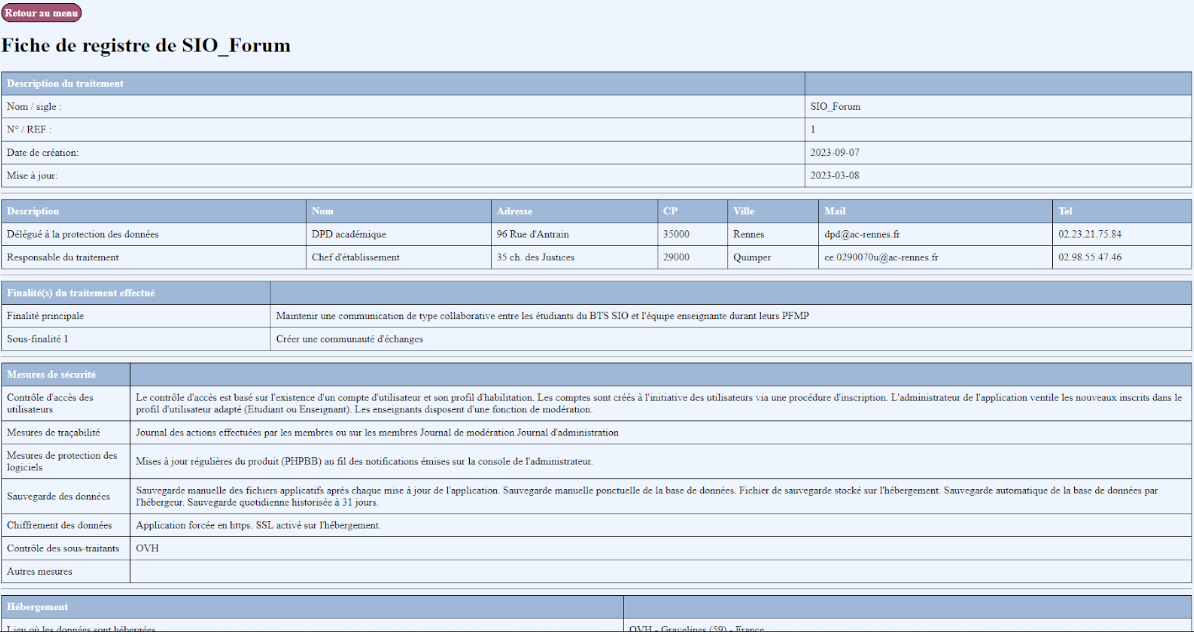 Retour au menu
Fiche de registre de SIO_Forum
Description du traitement
Nom / sigle : SIO_Forum
N° / REF : 1
Date de création: 2023-09-07
Mise à jour: 2023-03-08
Description Nom Adresse CP Ville Mail Tel
Délégué à la protection des données DPD académique 96 Rue d'Antrain 35000 Rennes dpd@ac-rennes.fr 02.23.21.75.84
Responsable du traitement Chef d'établissement 35 ch. des Justices 29000 Quimper ce.0290070u@ac-rennes.fr 02.98.55.47.46
Finalité(s) du traitement effectué
Finalité principale Maintenir une communication de type collaborative entre les étudiants du BTS SIO et l'équipe enseignante durant leurs PFMP
Sous-finalité 1 Créer une communauté d'échanges
Mesures de sécurité
Contrôle d'accès des
utilisateurs
Le contrôle d'accès est basé sur l'existence d'un compte d'utilisateur et son profil d'habilitation. Les comptes sont créés à l'initiative des utilisateurs via une procédure d'inscription. L'administrateur de l'application ventile les nouveaux inscrits dans le
profil d'utilisateur adapté (Etudiant ou Enseignant). Les enseignants disposent d'une fonction de modération.
Mesures de traçabilité Journal des actions effectuées par les membres ou sur les membres Journal de modération Journal d'administration
Mesures de protection des
logiciels
Mises à jour régulières du produit (PHPBB) au fil des notifications émises sur la console de l'administrateur.
Sauvegarde des données
Sauvegarde manuelle des fichiers applicatifs après chaque mise à jour de l'application. Sauvegarde manuelle ponctuelle de la base de données. Fichier de sauvegarde stocké sur l'hébergement. Sauvegarde automatique de la base de données par
l'hébergeur. Sauvegarde quotidienne historisée à 31 jours.
Chiffrement des données Application forcée en https. SSL activé sur l'hébergement.
Contrôle des sous-traitants OVH
Autres mesures
Hébergement
Lieu où les données sont hébergées OVH - Gravelines (59) - France